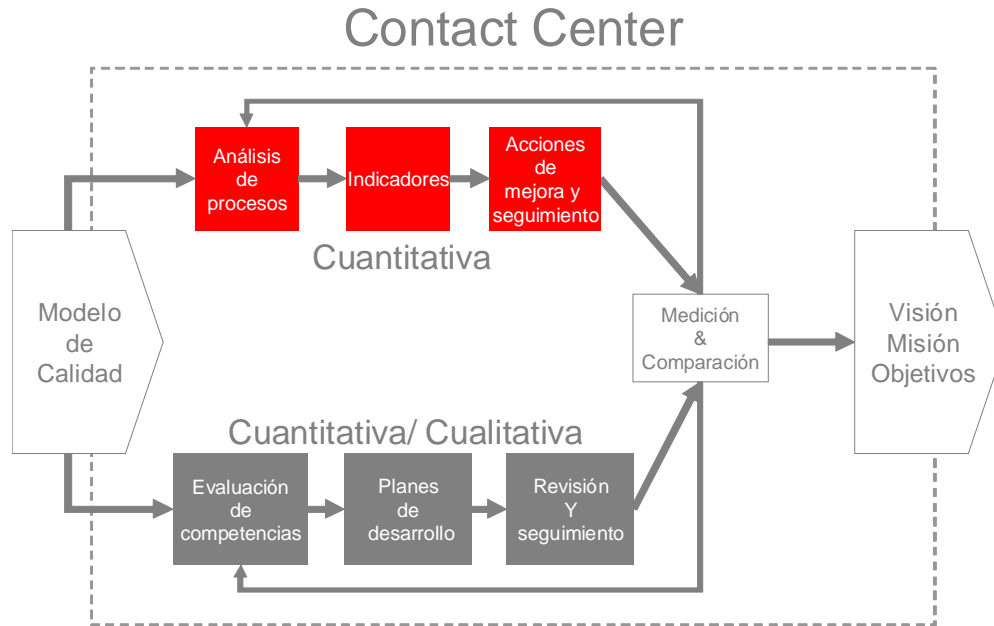 Contact Center
Análisis
de
procesos
Indicadores
Acciones
de
mejora y
seguimiento
Cuantitativa
Modelo
de
Calidad
Medición
&
Comparación
Visión
Misión
Objetivos
Cuantitativa/ Cualitativa
Evaluación
de
competencias
Planes
de
desarrollo
Revisión
Y
seguimiento